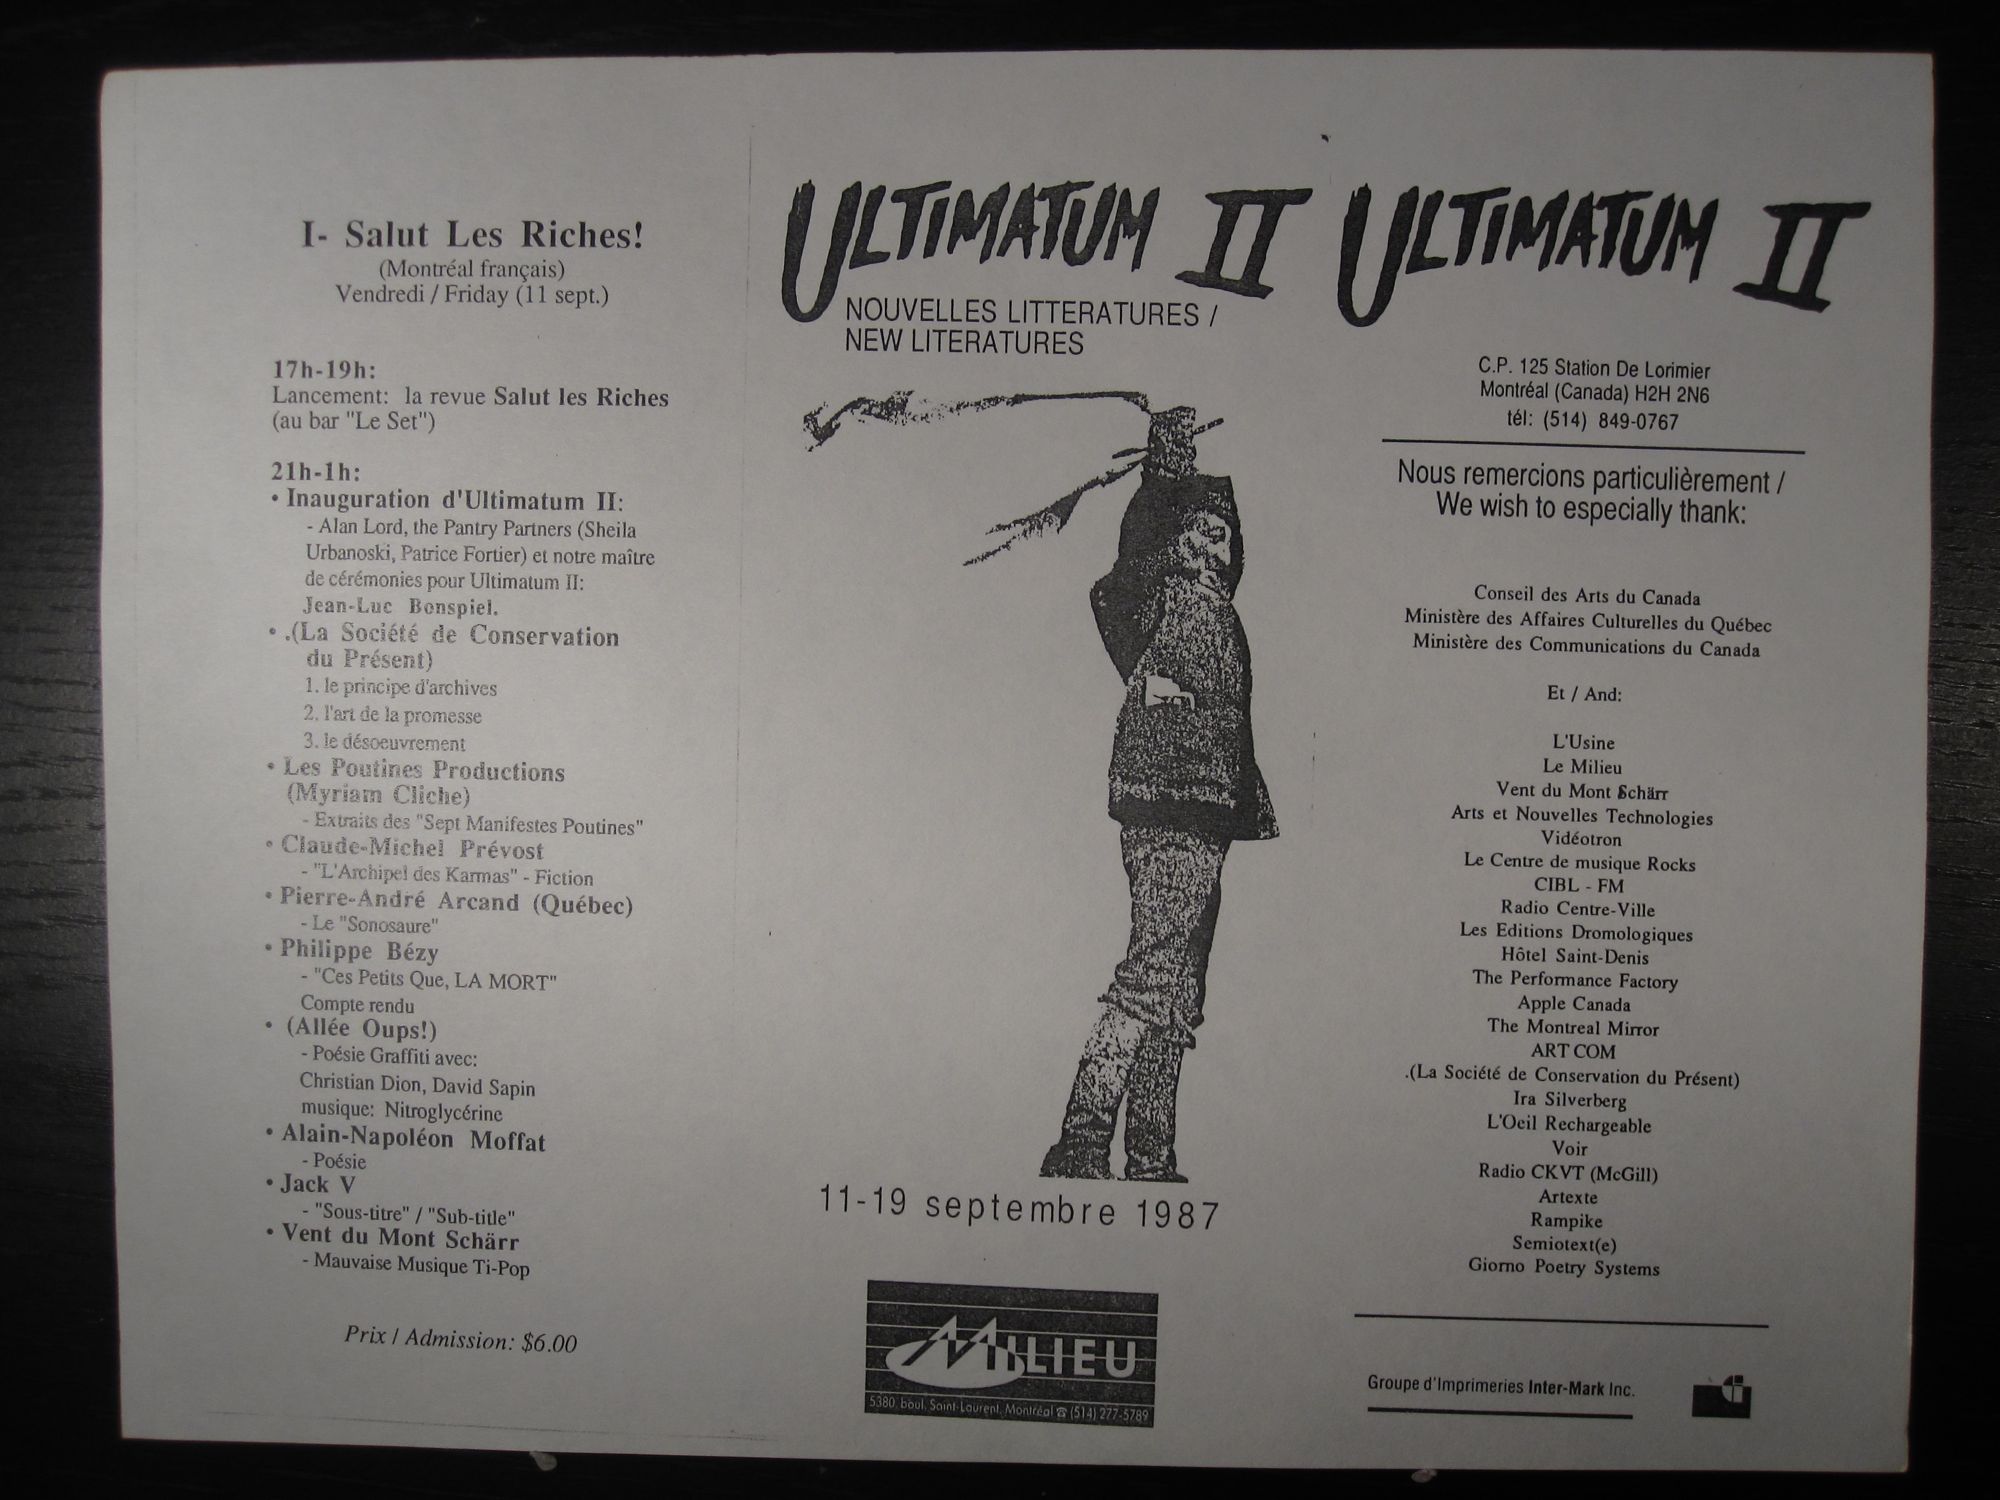 I- Salut Les Riches!
(Montréal français)
Vendredi / Friday (11 sept.)
17h-19h:
Lancement: la revue Salut les Riches
(au bar "Le Set")
21h-1h:
• Inauguration d'Ultimatum II:
- Alan Lord, the Pantry Partners (Sheila
Urbanoski, Patrice Fortier) et notre maître
de cérémonies pour Ultimatum II:
Jean-Luc Bonspiel.
• .(La Société de Conservation
du Présent)
1. le principe d'archives
2. l'art de la promesse
3. le désoeuvrement
• Les Poutines Productions
(Myriam Cliche)
- Extraits des "Sept Manifestes Poutines"
• Claude-Michel Prévost
- "L'Archipel des Karmas" - Fiction
• Pierre-André Arcand (Québec)
- Le "Sonosaure"
• Philippe Bézy
- "Ces Petits Que, LA MORT"
Compte rendu
• (Allée Oups!)
- Poésie Graffiti avec:
Christian Dion, David Sapin
musique: Nitroglycérine
• Alain-Napoléon Moffat
- Poésie
• Jack V
- "Sous-titre" / "Sub-title"
• Vent du Mont Schärr
- Mauvaise Musique Ti-Pop
Prix / Admission: $6.00
ULTIMATUM II
NOUVELLES LITTERATURES /
NEW LITERATURES
11-19 septembre 1987
MILIEU
5380, boul. Saint-Laurent, Montréal ☎ (514) 277-5789
ULTIMATUM II
C.P. 125 Station De Lorimier
Montréal (Canada) H2H 2N6
tél: (514) 849-0767
Nous remercions particulièrement /
We wish to especially thank:
Conseil des Arts du Canada
Ministère des Affaires Culturelles du Québec
Ministère des Communications du Canada
Et / And:
L'Usine
Le Milieu
Vent du Mont Schärr
Arts et Nouvelles Technologies
Vidéotron
Le Centre de musique Rocks
CIBL - FM
Radio Centre-Ville
Les Editions Dromologiques
Hôtel Saint-Denis
The Performance Factory
Apple Canada
The Montreal Mirror
ART COM
.(La Société de Conservation du Présent)
Ira Silverberg
L'Oeil Rechargeable
Voir
Radio CKVT (McGill)
Artexte
Rampike
Semiotext(e)
Giorno Poetry Systems
Groupe d'Imprimeries Inter-Mark Inc.